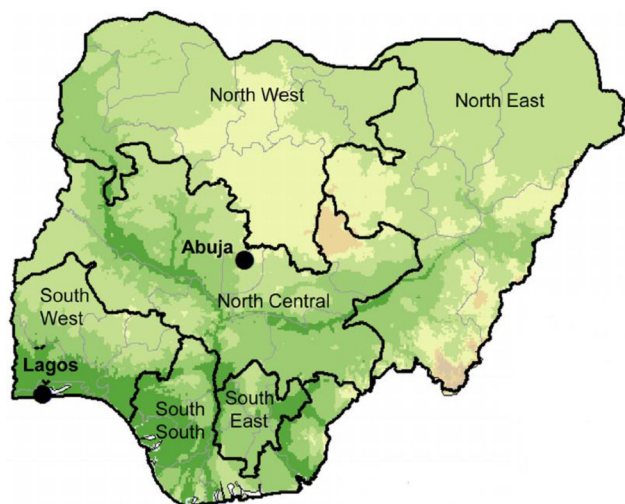 North West
North East
Abuja
North Central
South
West
Lagos
South
South
South
East